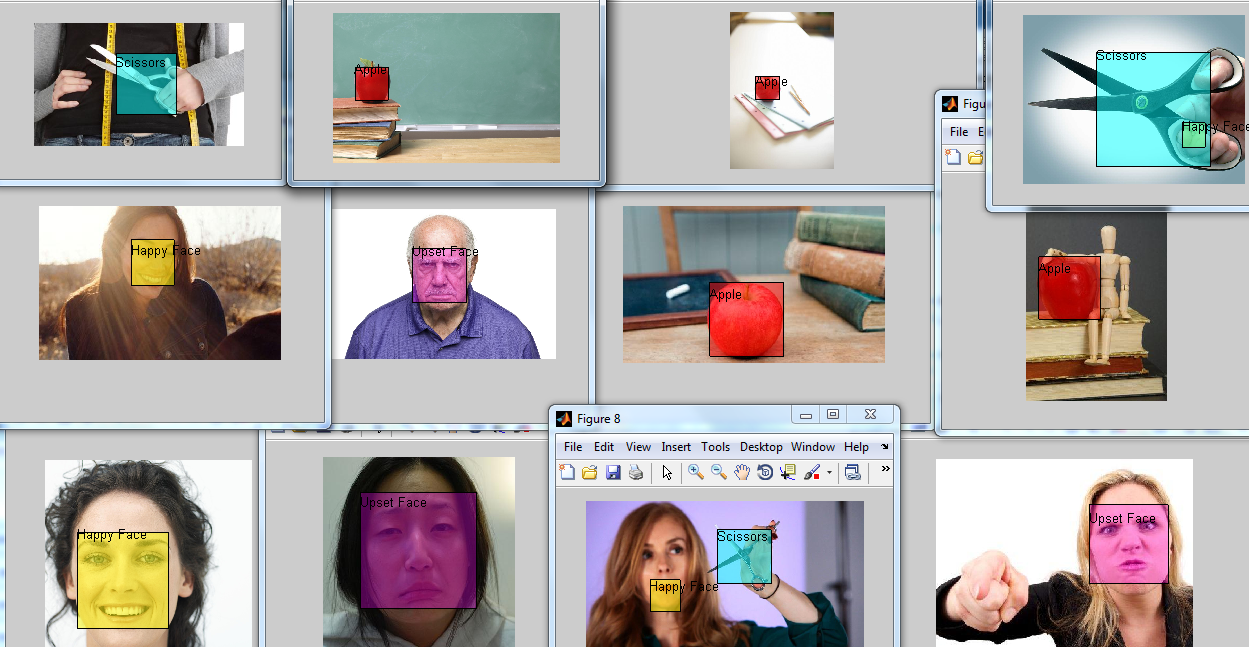 Scissors
Apple
Apple
Scissors
Happy Face
Figu
File E
Happy Face
Upset Face
Apple
Apple
Figure 8
File Edit View Insert Tools Desktop Window Help
Happy Face
Upset Face
Scissors
Happy Face
Upset Face